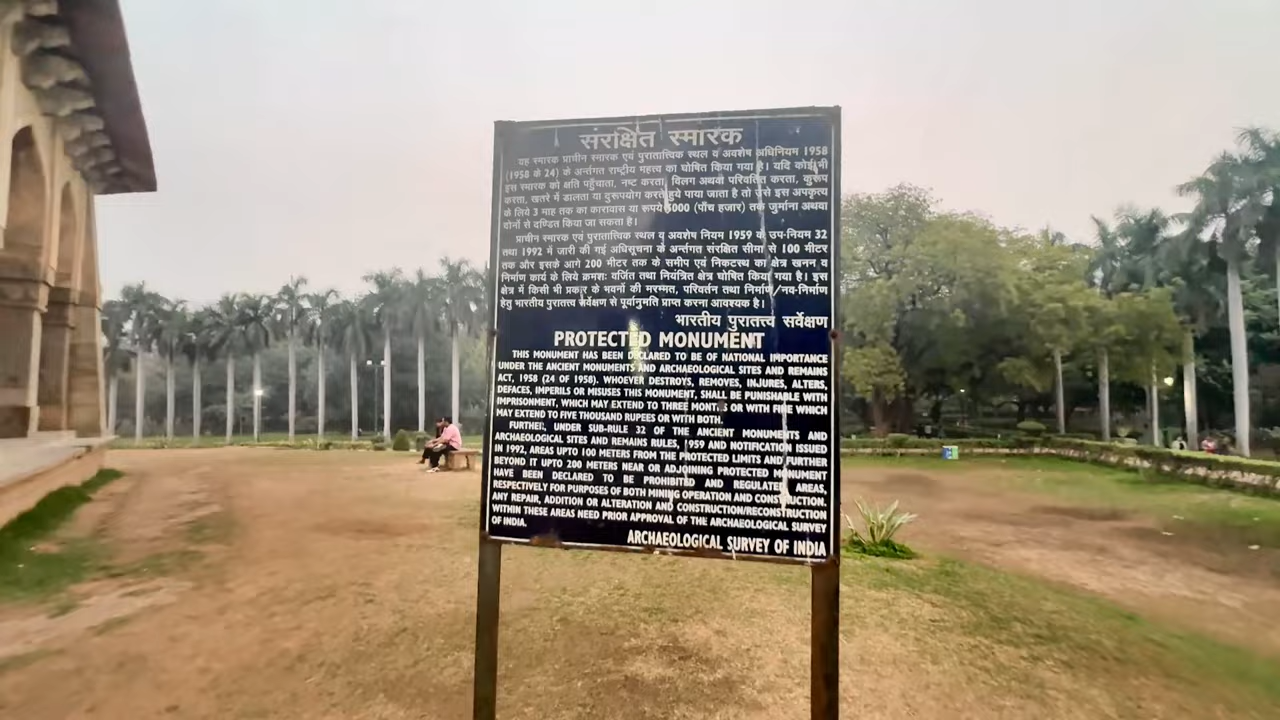 संरक्षित स्मारक
यह स्मारक प्राचीन स्मारक एवं पुरातात्विक स्थल व अवशेष अधिनियम 1958
(1958 के 24) के अर्न्तगत राष्ट्रीय महत्व का घोषित किया गया है। यदि कोई भी
इस स्मारक को क्षति पहुँचाता, नष्ट करता, विलग अथवा परिवर्तित करता, कुरूप
करता, खतरे में डालता या दुरूपयोग करते हुये पाया जाता है तो उसे इस अपकृत्य
के लिये 3 माह तक का कारावास या रूपये 5000 (पाँच हजार) तक जुर्माना अथवा
दोनों से दण्डित किया जा सकता है।
प्राचीन स्मारक एवं पुरातात्विक स्थल व अवशेष नियम 1959 के उप-नियम 32
तथा 1992 में जारी की गई अधिसूचना के अर्न्तगत संरक्षित सीमा से 100 मीटर
तक और इसके आगे 200 मीटर तक के समीप एवं निकटस्थ का क्षेत्र खनन व
निर्माण कार्य के लिये क्रमशः वर्जित तथा नियंत्रित क्षेत्र घोषित किया गया है। इस
क्षेत्र में किसी भी प्रकार के भवनों की मरम्मत, परिवर्तन तथा निर्माण/नव-निर्माण
हेतु भारतीय पुरातत्व सर्वेक्षण से पूर्वानुमति प्राप्त करना आवश्यक है।
भारतीय पुरातत्त्व सर्वेक्षण
PROTECTED MONUMENT
THIS MONUMENT HAS BEEN DECLARED TO BE OF NATIONAL IMPORTANCE
UNDER THE ANCIENT MONUMENTS AND ARCHAEOLOGICAL SITES AND REMAINS
ACT, 1958 (24 OF 1958). WHOEVER DESTROYS, REMOVES, INJURES, ALTERS,
DEFACES, IMPERILS OR MISUSES THIS MONUMENT, SHALL BE PUNISHABLE WITH
IMPRISONMENT, WHICH MAY EXTEND TO THREE MONTHS OR WITH FINE WHICH
MAY EXTEND TO FIVE THOUSAND RUPEES OR WITH BOTH.
FURTHER, UNDER SUB-RULE 32 OF THE ANCIENT MONUMENTS AND
ARCHAEOLOGICAL SITES AND REMAINS RULES, 1959 AND NOTIFICATION ISSUED
IN 1992, AREAS UPTO 100 METERS FROM THE PROTECTED LIMITS AND FURTHER
BEYOND IT UPTO 200 METERS NEAR OR ADJOINING PROTECTED MONUMENT
HAVE BEEN DECLARED TO BE PROHIBITED AND REGULATED AREAS,
RESPECTIVELY FOR PURPOSES OF BOTH MINING OPERATION AND CONSTRUCTION.
ANY REPAIR, ADDITION OR ALTERATION AND CONSTRUCTION/RECONSTRUCTION
WITHIN THESE AREAS NEED PRIOR APPROVAL OF THE ARCHAEOLOGICAL SURVEY
OF INDIA.
ARCHAEOLOGICAL SURVEY OF INDIA